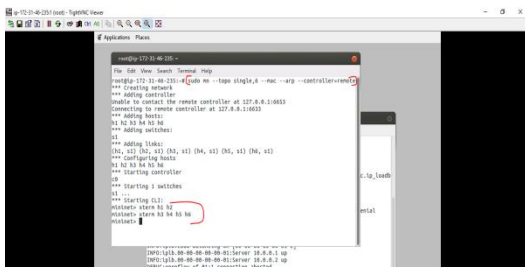 ip-172-31-46-235:1 (root) - TightVNC Viewer
Applications Places
root@ip-172-31-46-235: ~
File Edit View Search Terminal Help
root@ip-172-31-46-235:~# sudo mn --topo single,6 --mac --arp --controller=remote
*** Creating network
*** Adding controller
Unable to contact the remote controller at 127.0.0.1:6653
Connecting to remote controller at 127.0.0.1:6633
*** Adding hosts:
h1 h2 h3 h4 h5 h6
*** Adding switches:
s1
*** Adding links:
(h1, s1) (h2, s1) (h3, s1) (h4, s1) (h5, s1) (h6, s1)
*** Configuring hosts
h1 h2 h3 h4 h5 h6
*** Starting controller
c0
*** Starting 1 switches
s1 ...
*** Starting CLI:
mininet> xterm h1 h2
mininet> xterm h3 h4 h5 h6
mininet>
c.ip_loadb
ential
INFO:iplb.00-00-00-00-00-01:Server 10.0.0.1 up
INFO:iplb.00-00-00-00-00-01:Server 10.0.0.2 up